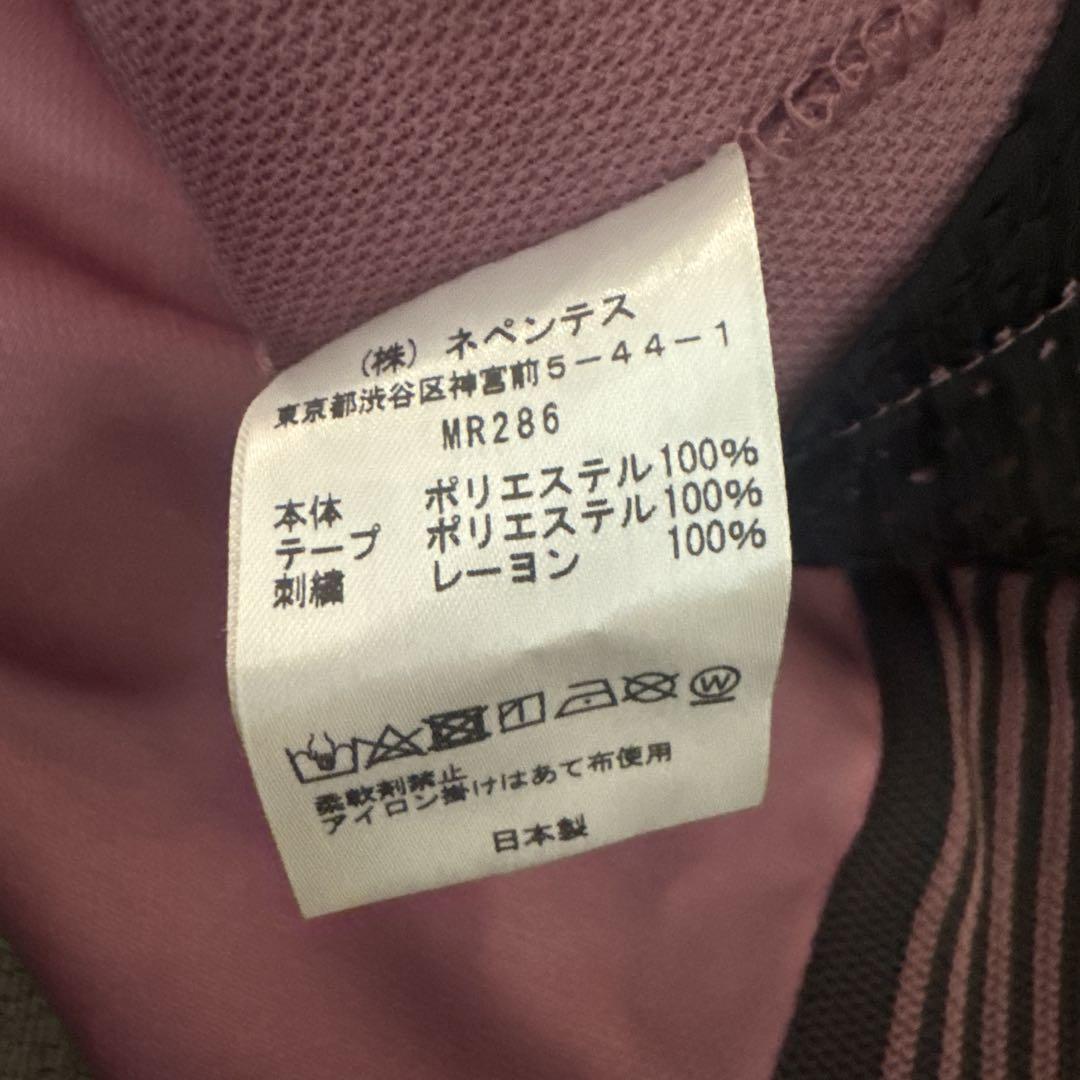 (株) ネペンテス
東京都渋谷区神宮前5-44-1
MR286
本体 ポリエステル100%
テープ ポリエステル100%
刺繍 レーヨン 100%
W
柔軟剤禁止
アイロン掛けはあて布使用
日本製